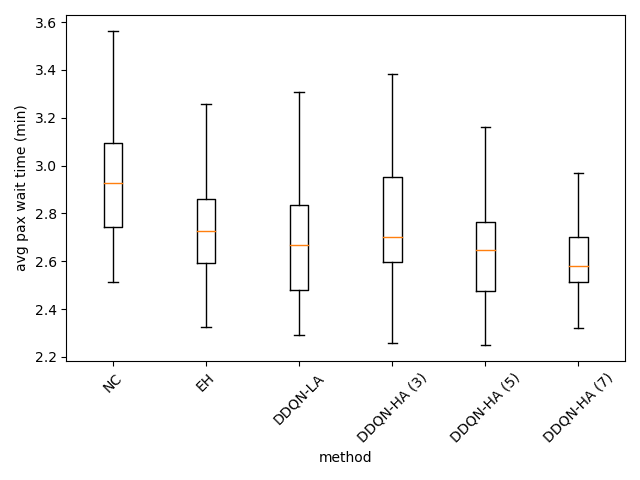 avg pax wait time (min)
3.6
3.4
3.2
3.0
2.8
2.6
2.4
2.2
NC
EH
DDQN-LA
DDQN-HA (3)
DDQN-HA (5)
DDQN-HA (7)
method